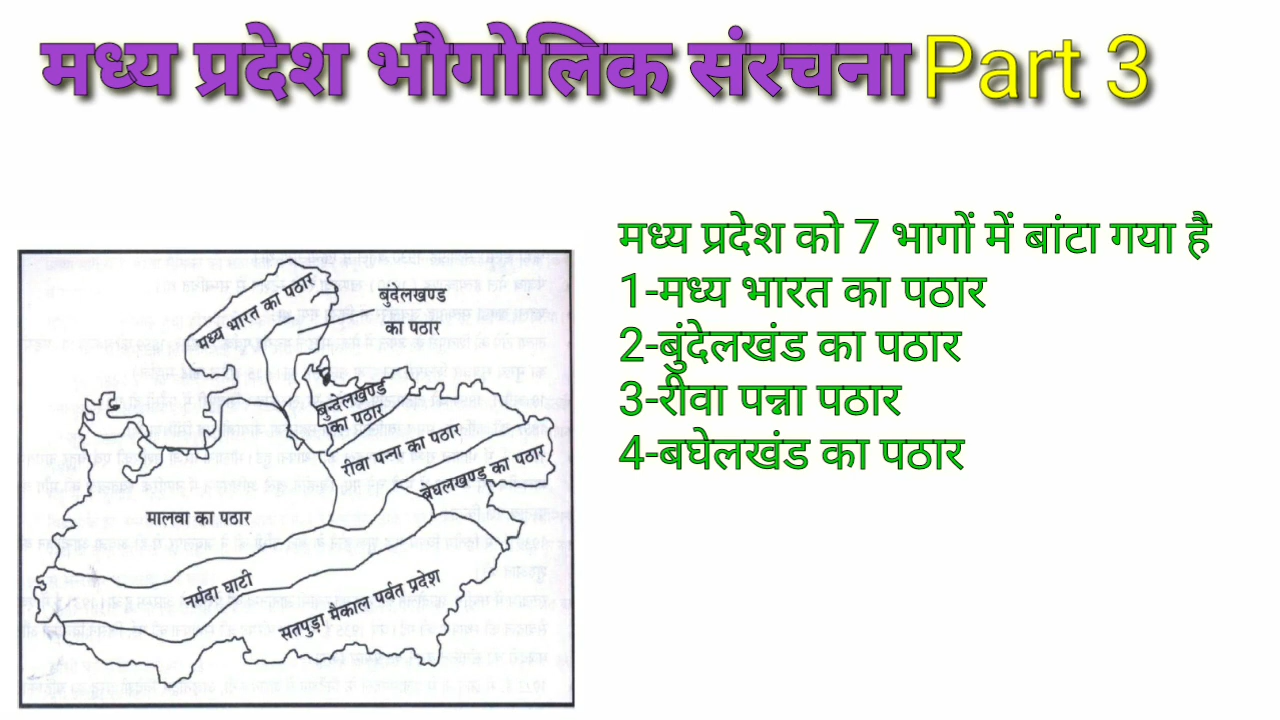 मध्य प्रदेश भौगोलिक संरचना Part 3
मध्य प्रदेश को 7 भागों में बांटा गया है
1-मध्य भारत का पठार
2-बुंदेलखंड का पठार
3-रीवा पन्ना पठार
4-बघेलखंड का पठार
मध्य भारत का पठार
बुंदेलखण्ड
का पठार
बुन्देलखण्ड
का पठार
रीवा पन्ना का पठार
बघेलखण्ड का पठार
मालवा का पठार
नर्मदा घाटी
सतपुड़ा मैकाल पर्वत प्रदेश